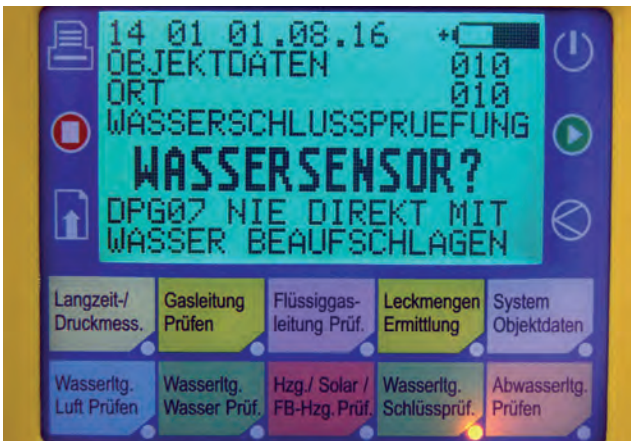 14 01 01.08.16
OBJEKTDATEN 010
ORT 010
WASSERSCHLUSSPRUEFUNG
WASSERSENSOR?
DPG07 NIE DIREKT MIT
WASSER BEAUFSCHLAGEN
Langzeit-/
Druckmess.
Gasleitung
Prüfen
Flüssiggas-
leitung Prüf.
Leckmengen
Ermittlung
System
Objektdaten
Wasserltg.
Luft Prüfen
Wasserltg.
Wasser Prüf.
Hzg./ Solar /
FB-Hzg. Prüf.
Wasserltg.
Schlüssprüf.
Abwasserltg.
Prüfen